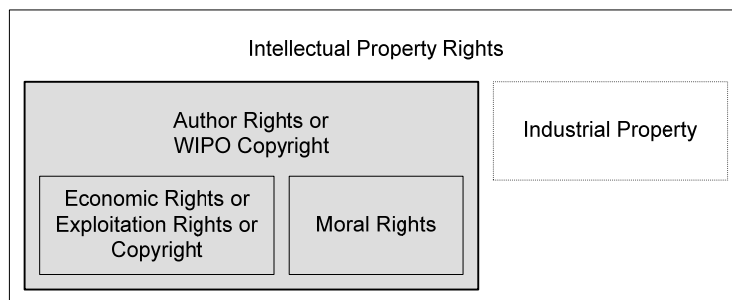 Intellectual Property Rights
Author Rights or
WIPO Copyright
Industrial Property
Economic Rights or
Exploitation Rights or
Copyright
Moral Rights